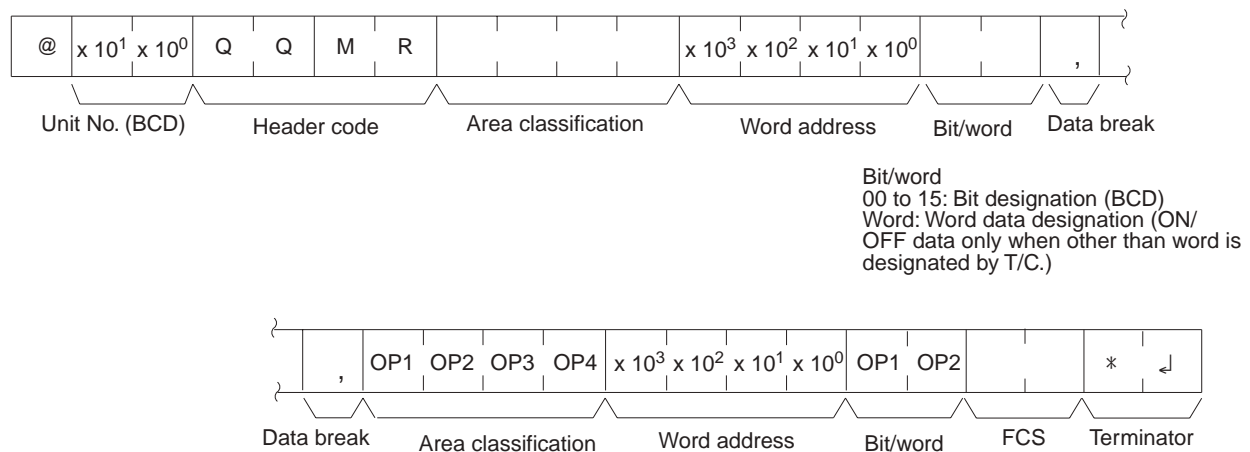 @ x 10¹ x 10⁰ Q Q M R x 10³ x 10² x 10¹ x 10⁰ ,
Unit No. (BCD) Header code Area classification Word address Bit/word Data break
Bit/word
00 to 15: Bit designation (BCD)
Word: Word data designation (ON/
OFF data only when other than word is
designated by T/C.)
, OP1 OP2 OP3 OP4 x 10³ x 10² x 10¹ x 10⁰ OP1 OP2 * ↲
Data break Area classification Word address Bit/word FCS Terminator